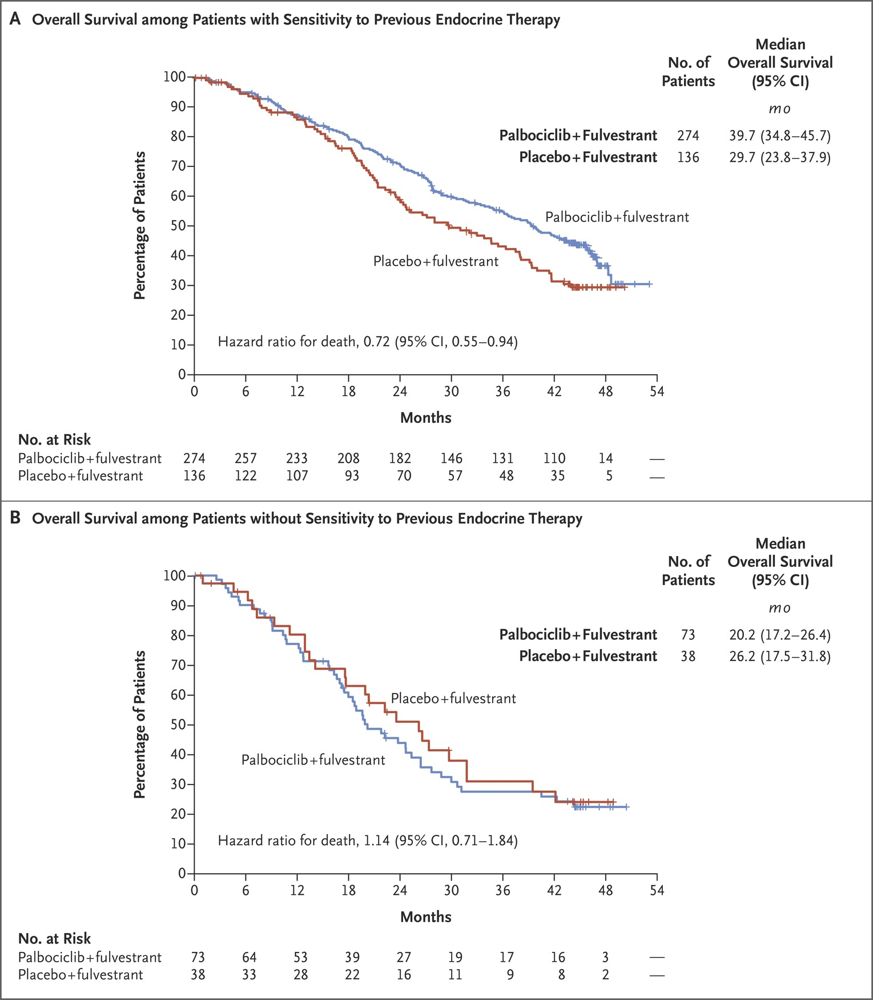 A Overall Survival among Patients with Sensitivity to Previous Endocrine Therapy
No. of Patients
Median Overall Survival (95% CI)
mo
Palbociclib+Fulvestrant 274 39.7 (34.8–45.7)
Placebo+Fulvestrant 136 29.7 (23.8–37.9)
Percentage of Patients
100
90
80
70
60
50
40
30
20
10
0
Palbociclib+fulvestrant
Placebo+fulvestrant
Hazard ratio for death, 0.72 (95% CI, 0.55–0.94)
0 6 12 18 24 30 36 42 48 54
Months
No. at Risk
Palbociclib+fulvestrant 274 257 233 208 182 146 131 110 14 —
Placebo+fulvestrant 136 122 107 93 70 57 48 35 5 —
B Overall Survival among Patients without Sensitivity to Previous Endocrine Therapy
No. of Patients
Median Overall Survival (95% CI)
mo
Palbociclib+Fulvestrant 73 20.2 (17.2–26.4)
Placebo+Fulvestrant 38 26.2 (17.5–31.8)
Percentage of Patients
100
90
80
70
60
50
40
30
20
10
0
Placebo+fulvestrant
Palbociclib+fulvestrant
Hazard ratio for death, 1.14 (95% CI, 0.71–1.84)
0 6 12 18 24 30 36 42 48 54
Months
No. at Risk
Palbociclib+fulvestrant 73 64 53 39 27 19 17 16 3 —
Placebo+fulvestrant 38 33 28 22 16 11 9 8 2 —